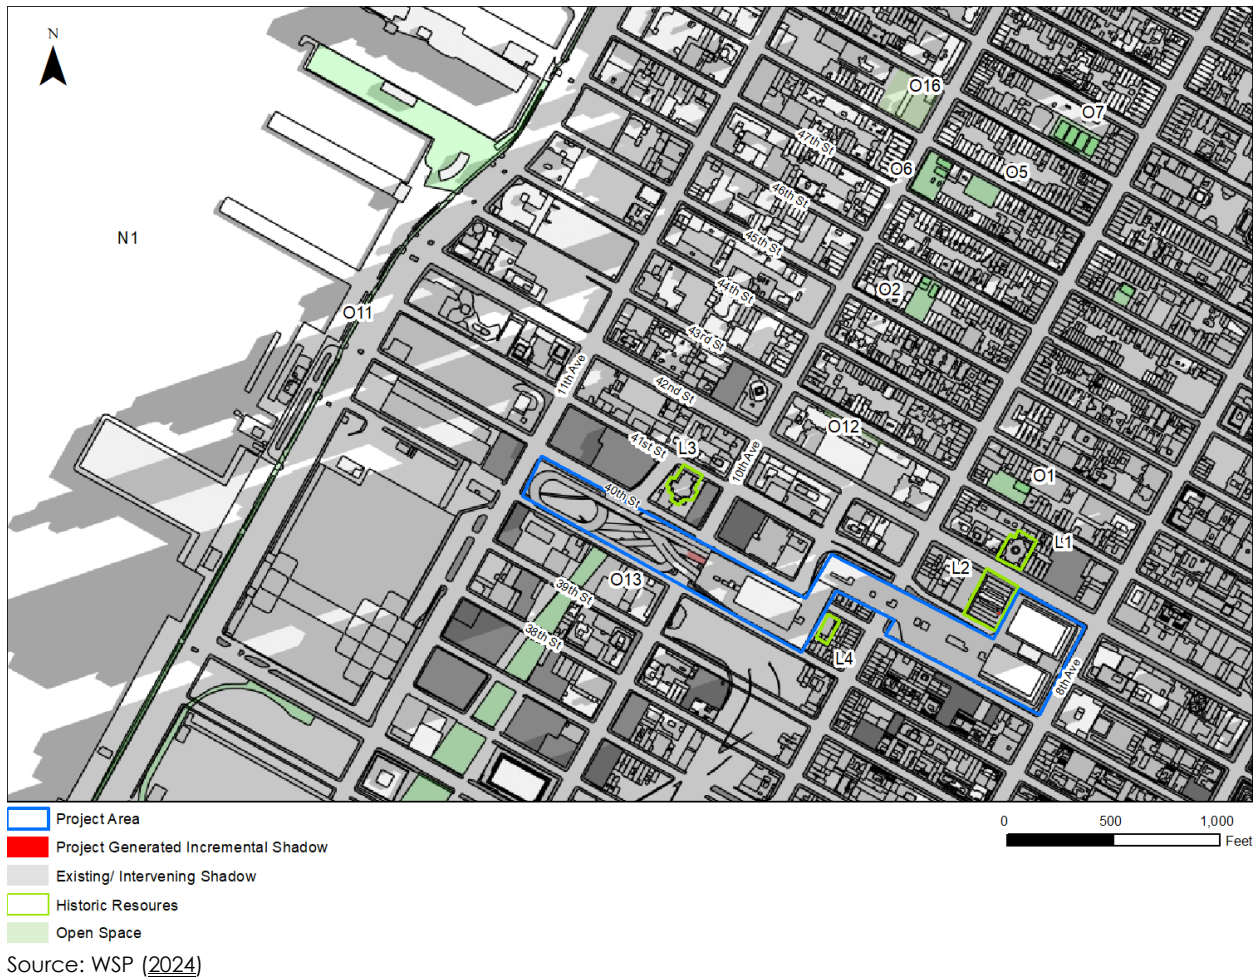 N
O16
O7
47th St
O6
O5
46th St
N1
45th St
44th St
O2
O11
43rd St
11th Ave
42nd St
O12
41st St
L3
10th Ave
40th St
O1
L1
L2
O13
39th St
38th St
L4
8th Ave
Project Area
0 500 1,000
Feet
Project Generated Incremental Shadow
Existing/ Intervening Shadow
Historic Resoures
Open Space
Source: WSP (2024)